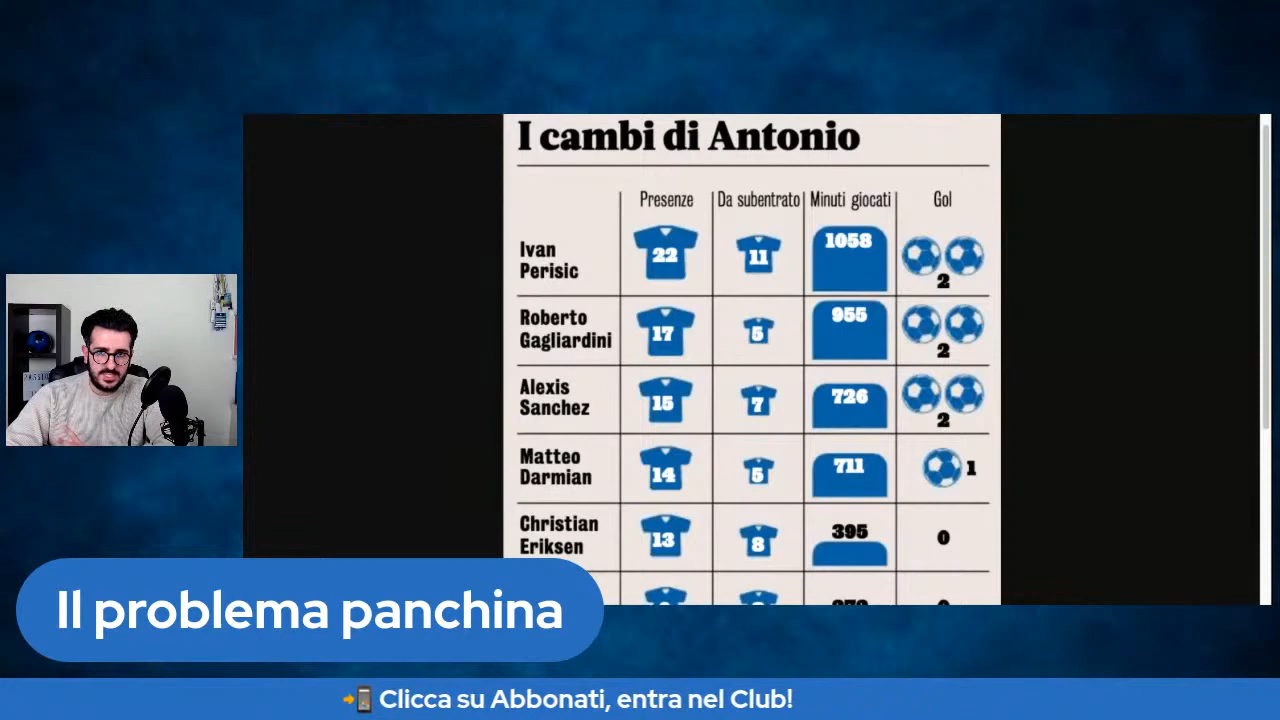 I cambi di Antonio
Presenze Da subentrato Minuti giocati Gol
Ivan
Perisic
22 11 1058 2
Roberto
Gagliardini
17 5 955 2
Alexis
Sanchez
15 7 726 2
Matteo
Darmian
14 5 711 1
Christian
Eriksen
13 8 395 0
Il problema panchina
Clicca su Abbonati, entra nel Club!